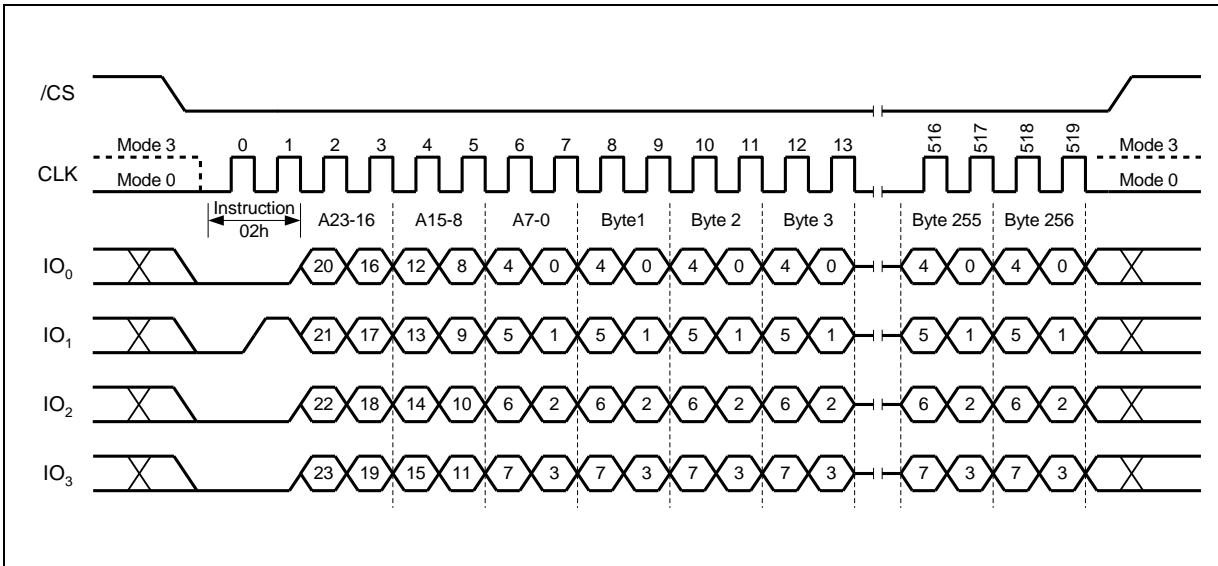 /CS
Mode 3 0 1 2 3 4 5 6 7 8 9 10 11 12 13 516 517 518 519 Mode 3
CLK
Mode 0 Mode 0
Instruction
02h
A23-16 A15-8 A7-0 Byte1 Byte 2 Byte 3 Byte 255 Byte 256
IO0 20 16 12 8 4 0 4 0 4 0 4 0 4 0 4 0
IO1 21 17 13 9 5 1 5 1 5 1 5 1 5 1 5 1
IO2 22 18 14 10 6 2 6 2 6 2 6 2 6 2 6 2
IO3 23 19 15 11 7 3 7 3 7 3 7 3 7 3 7 3